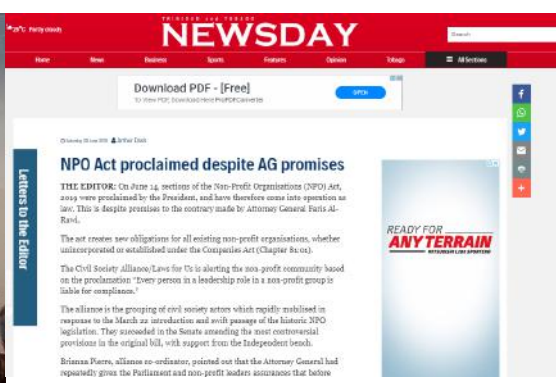 TRINIDAD and TOBAGO
NEWSDAY
Partly cloudy
Search
Home News Business Sports Features Opinion Tobago All Sections
Download PDF - [Free]
To View PDF, Download Here ProPDFConverter
OPEN
Letters to the Editor
NPO Act proclaimed despite AG promises
THE EDITOR: On June 14, sections of the Non-Profit Organisations (NPO) Act,
2019 were proclaimed by the President, and have therefore come into operation as
law. This is despite promises to the contrary made by Attorney General Faris Al-
Rawi.
The act creates new obligations for all existing non-profit organisations, whether
unincorporated or established under the Companies Act (Chapter 81:01).
The Civil Society Alliance/Laws for Us is alerting the non-profit community based
on the proclamation "Every person in a leadership role in a non-profit group is
liable for compliance."
The alliance is the grouping of civil society actors which rapidly mobilised in
response to the March 22 introduction and swift passage of the historic NPO
legislation. They succeeded in the Senate amending the most controversial
provisions in the original bill, with support from the Independent bench.
Brianna Pierre, alliance co-ordinator, pointed out that the Attorney General had
repeatedly given the Parliament and non-profit leaders assurances that before
READY FOR
ANY TERRAIN